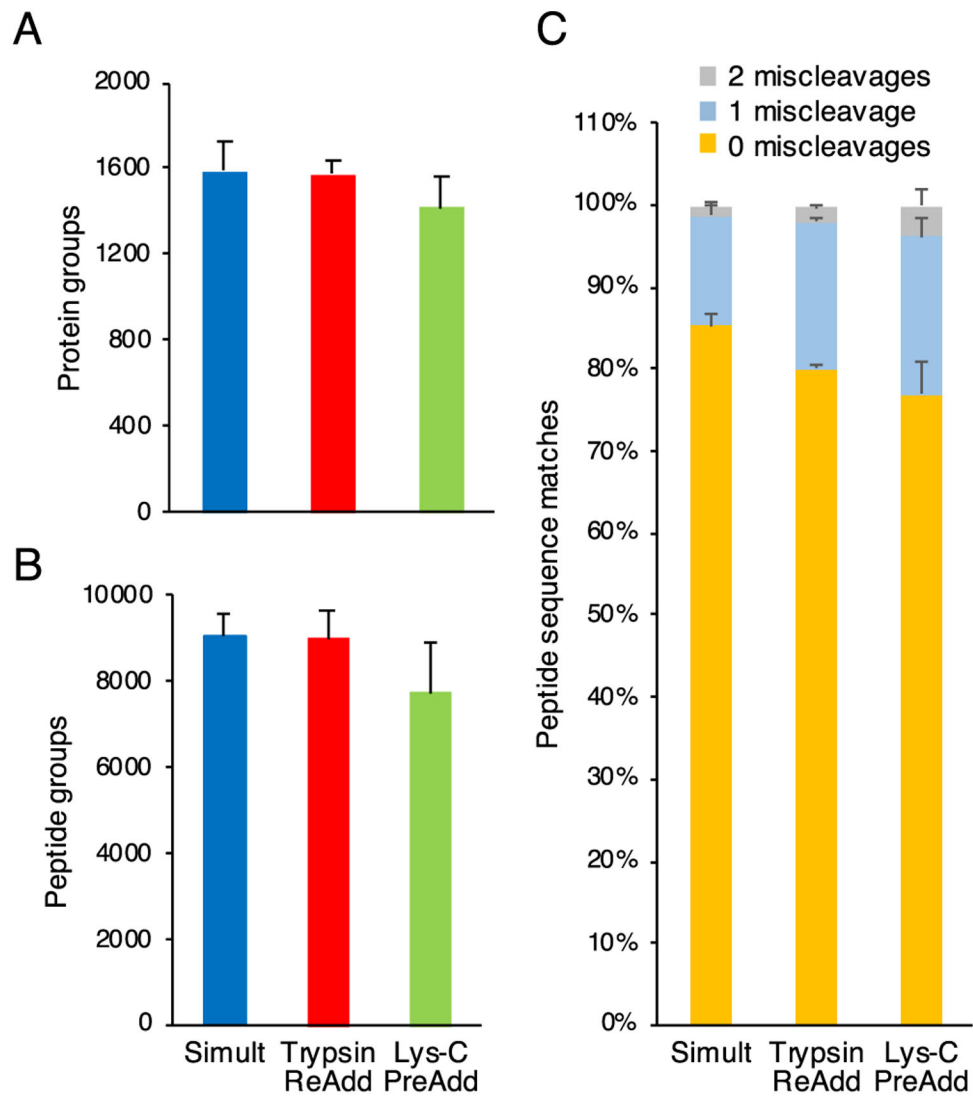 A
Protein groups
2000
1600
1200
800
400
0
B
Peptide groups
10000
8000
6000
4000
2000
0
Simult
Trypsin
ReAdd
Lys-C
PreAdd
C
2 miscleavages
1 miscleavage
0 miscleavages
Peptide sequence matches
110%
100%
90%
80%
70%
60%
50%
40%
30%
20%
10%
0%
Simult
Trypsin
ReAdd
Lys-C
PreAdd